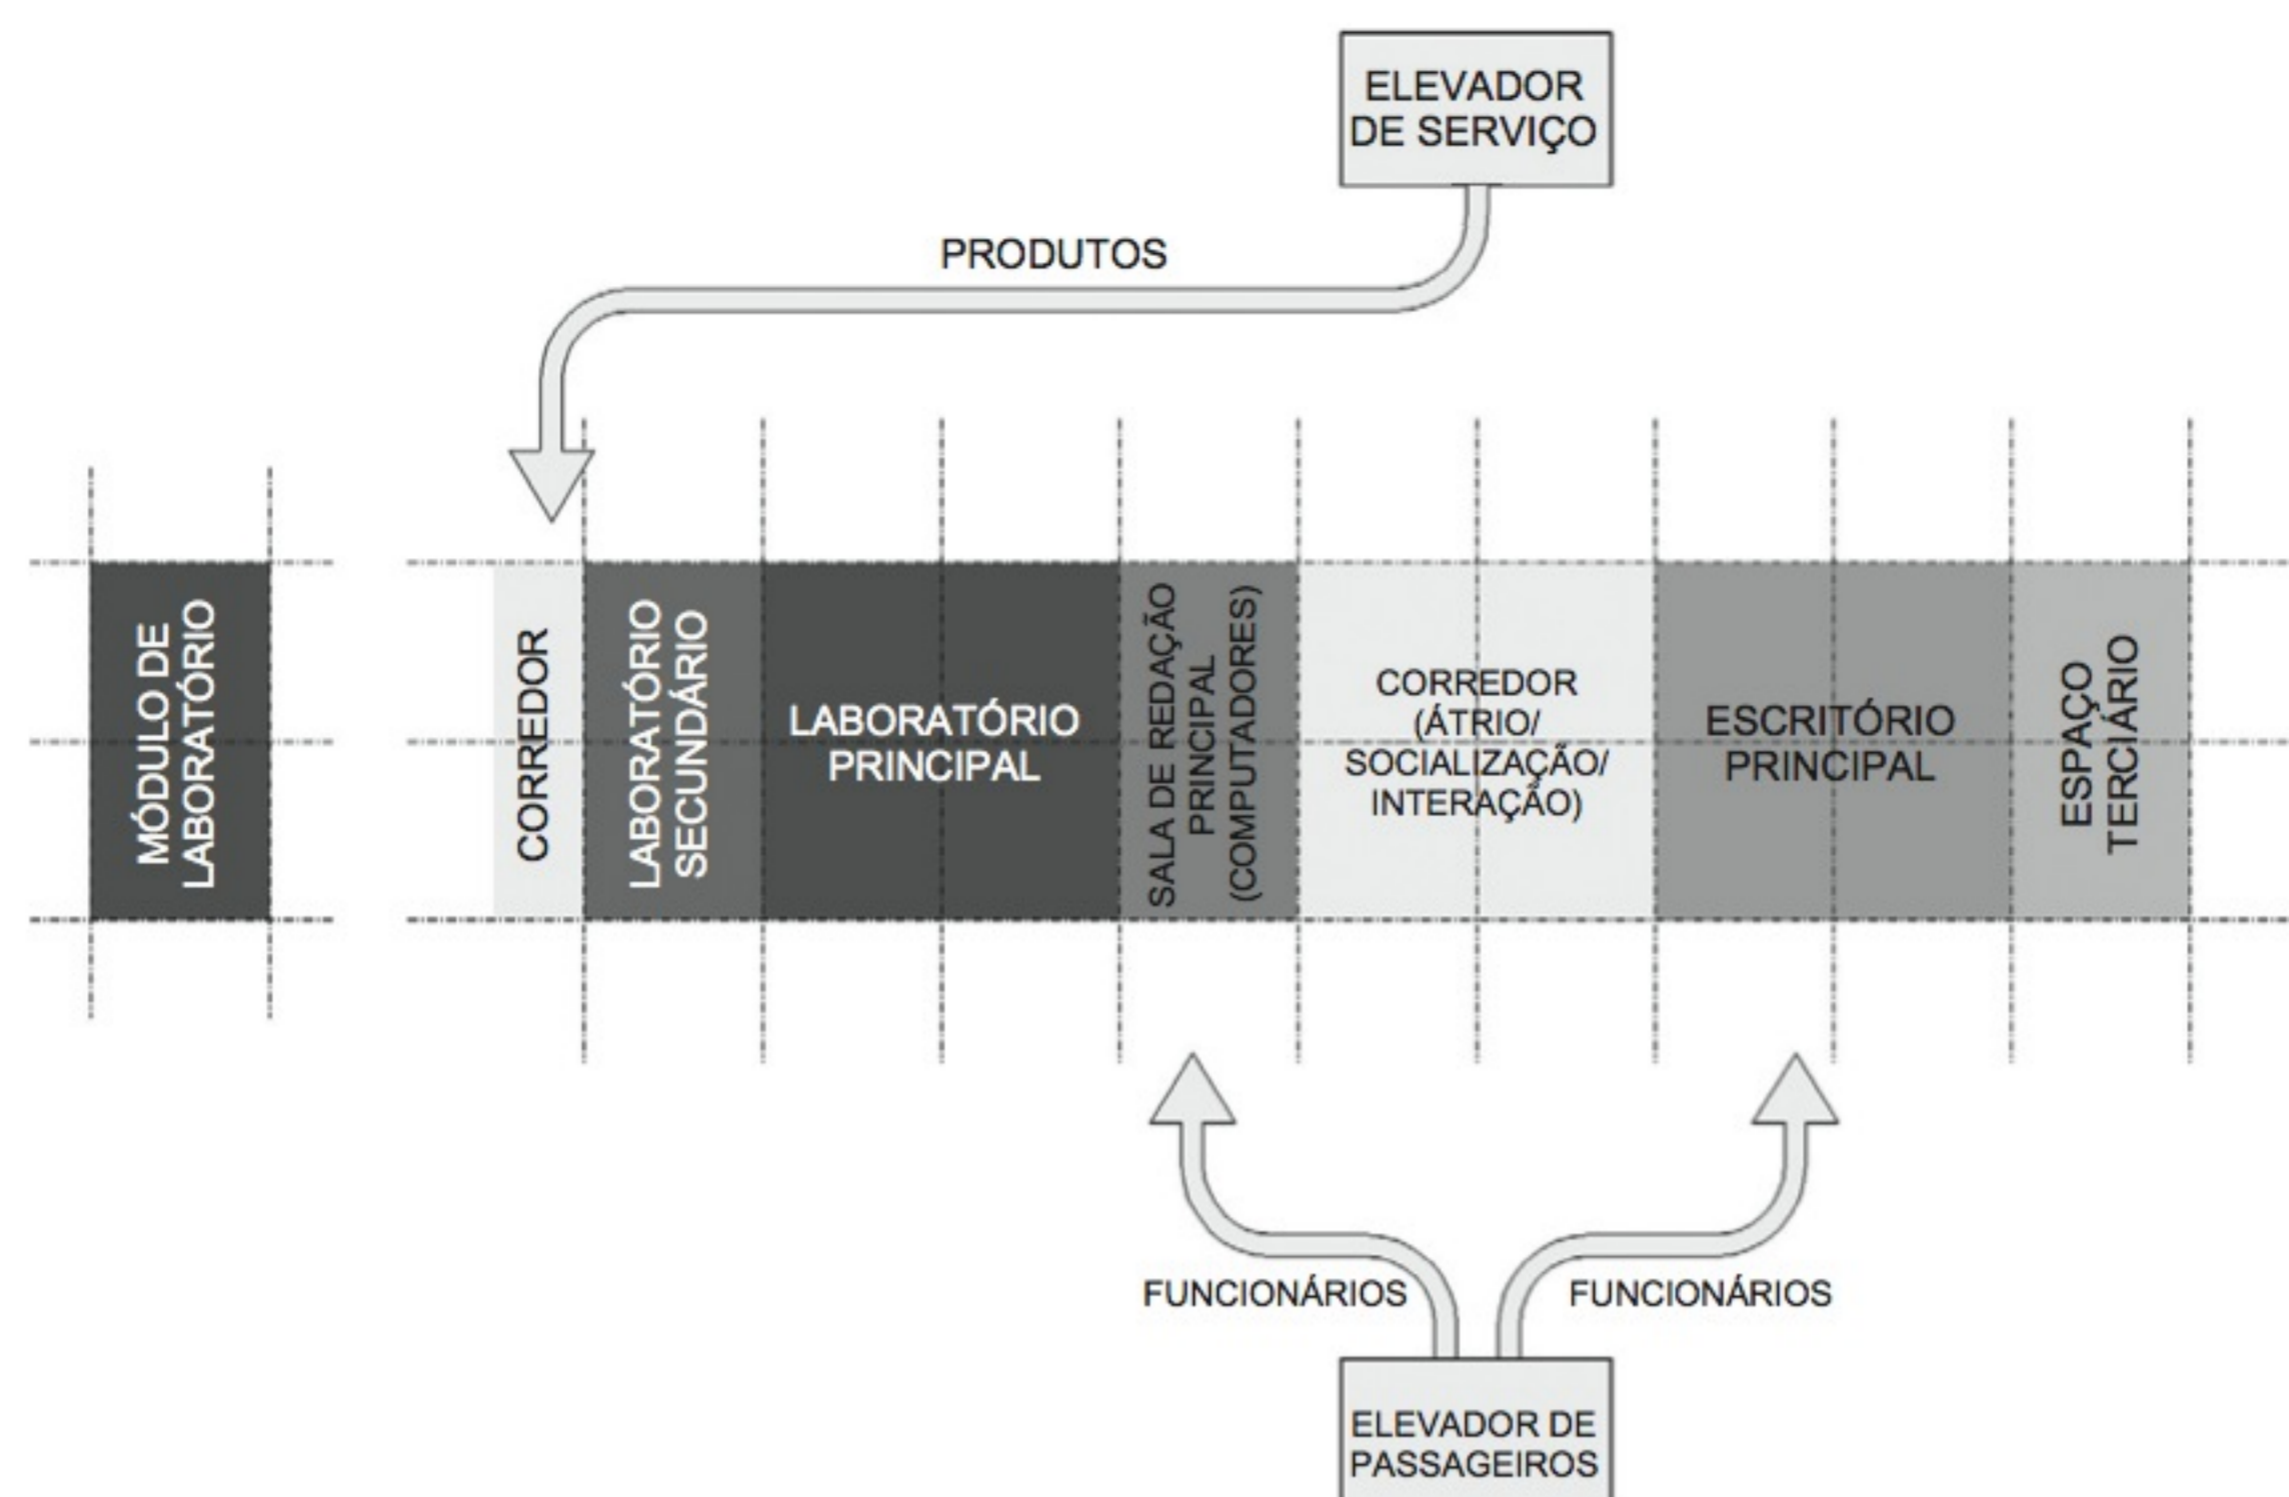 ELEVADOR
DE SERVIÇO
PRODUTOS
MÓDULO DE
LABORATÓRIO
CORREDOR
LABORATÓRIO
SECUNDÁRIO
LABORATÓRIO
PRINCIPAL
SALA DE REDAÇÃO
PRINCIPAL
(COMPUTADORES)
CORREDOR
(ÁTRIO/
SOCIALIZAÇÃO/
INTERAÇÃO)
ESCRITÓRIO
PRINCIPAL
ESPAÇO
TERCIÁRIO
FUNCIONÁRIOS
FUNCIONÁRIOS
ELEVADOR DE
PASSAGEIROS